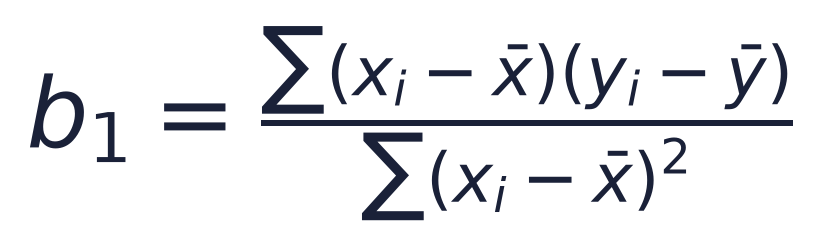 b₁ = ∑(xᵢ − x̄)(yᵢ − ȳ) / ∑(xᵢ − x̄)²